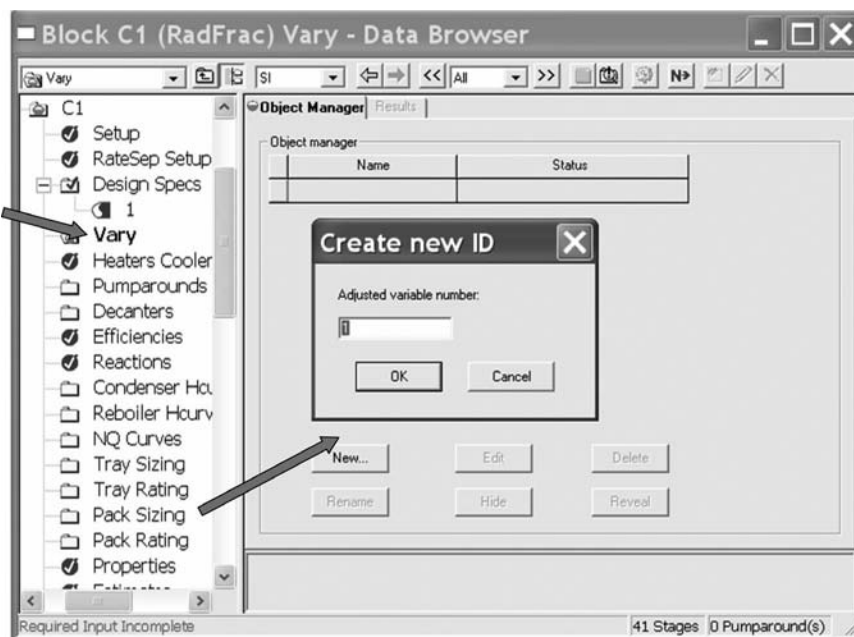 Block C1 (RadFrac) Vary - Data Browser
Vary SI << All >> N
C1
Setup
RateSep Setup
Design Specs
1
Vary
Heaters Cooler
Pumparounds
Decanters
Efficiencies
Reactions
Condenser Hcu
Reboiler Hcurv
NQ Curves
Tray Sizing
Tray Rating
Pack Sizing
Pack Rating
Properties
Object Manager Results
Object manager
Name Status
Create new ID
Adjusted variable number:
1
OK Cancel
New... Edit Delete
Rename Hide Reveal
Required Input Incomplete 41 Stages 0 Pumparound(s)